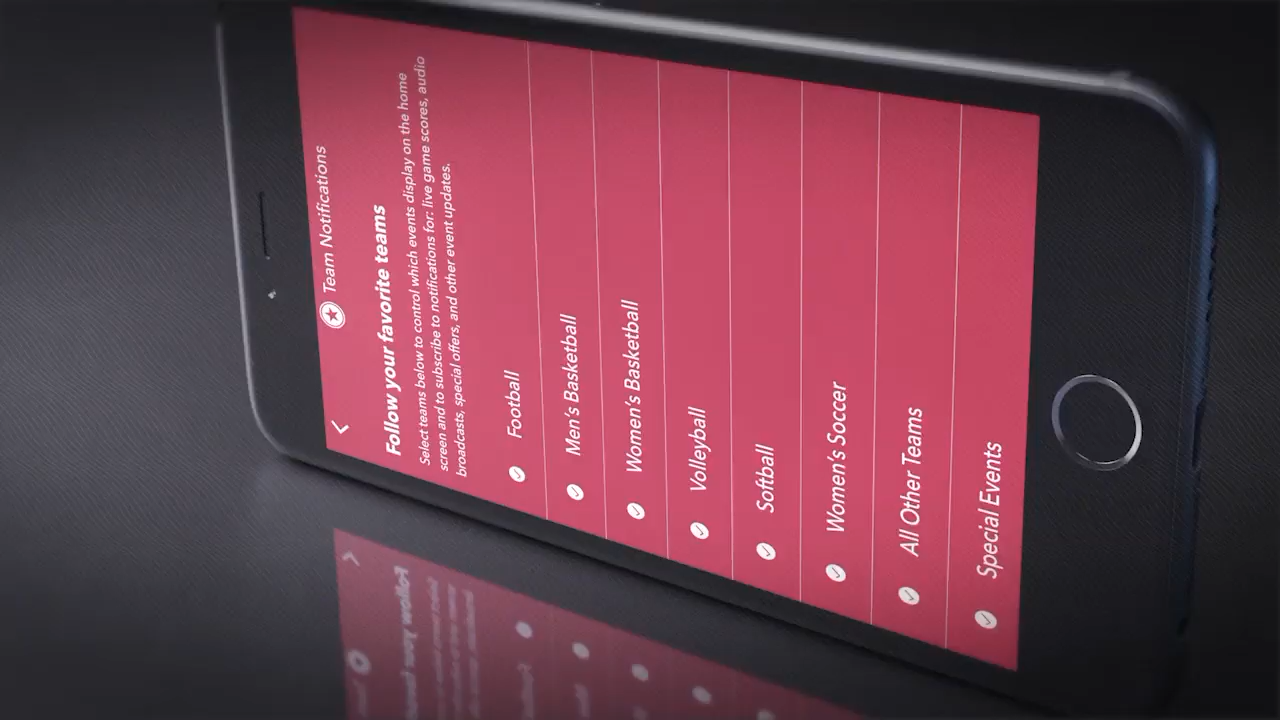 Team Notifications
Follow your favorite teams
Select teams below to control which events display on the home
screen and to subscribe to notifications for: live game scores, audio
broadcasts, special offers, and other event updates.
Football
Men's Basketball
Women's Basketball
Volleyball
Softball
Women's Soccer
All Other Teams
Special Events